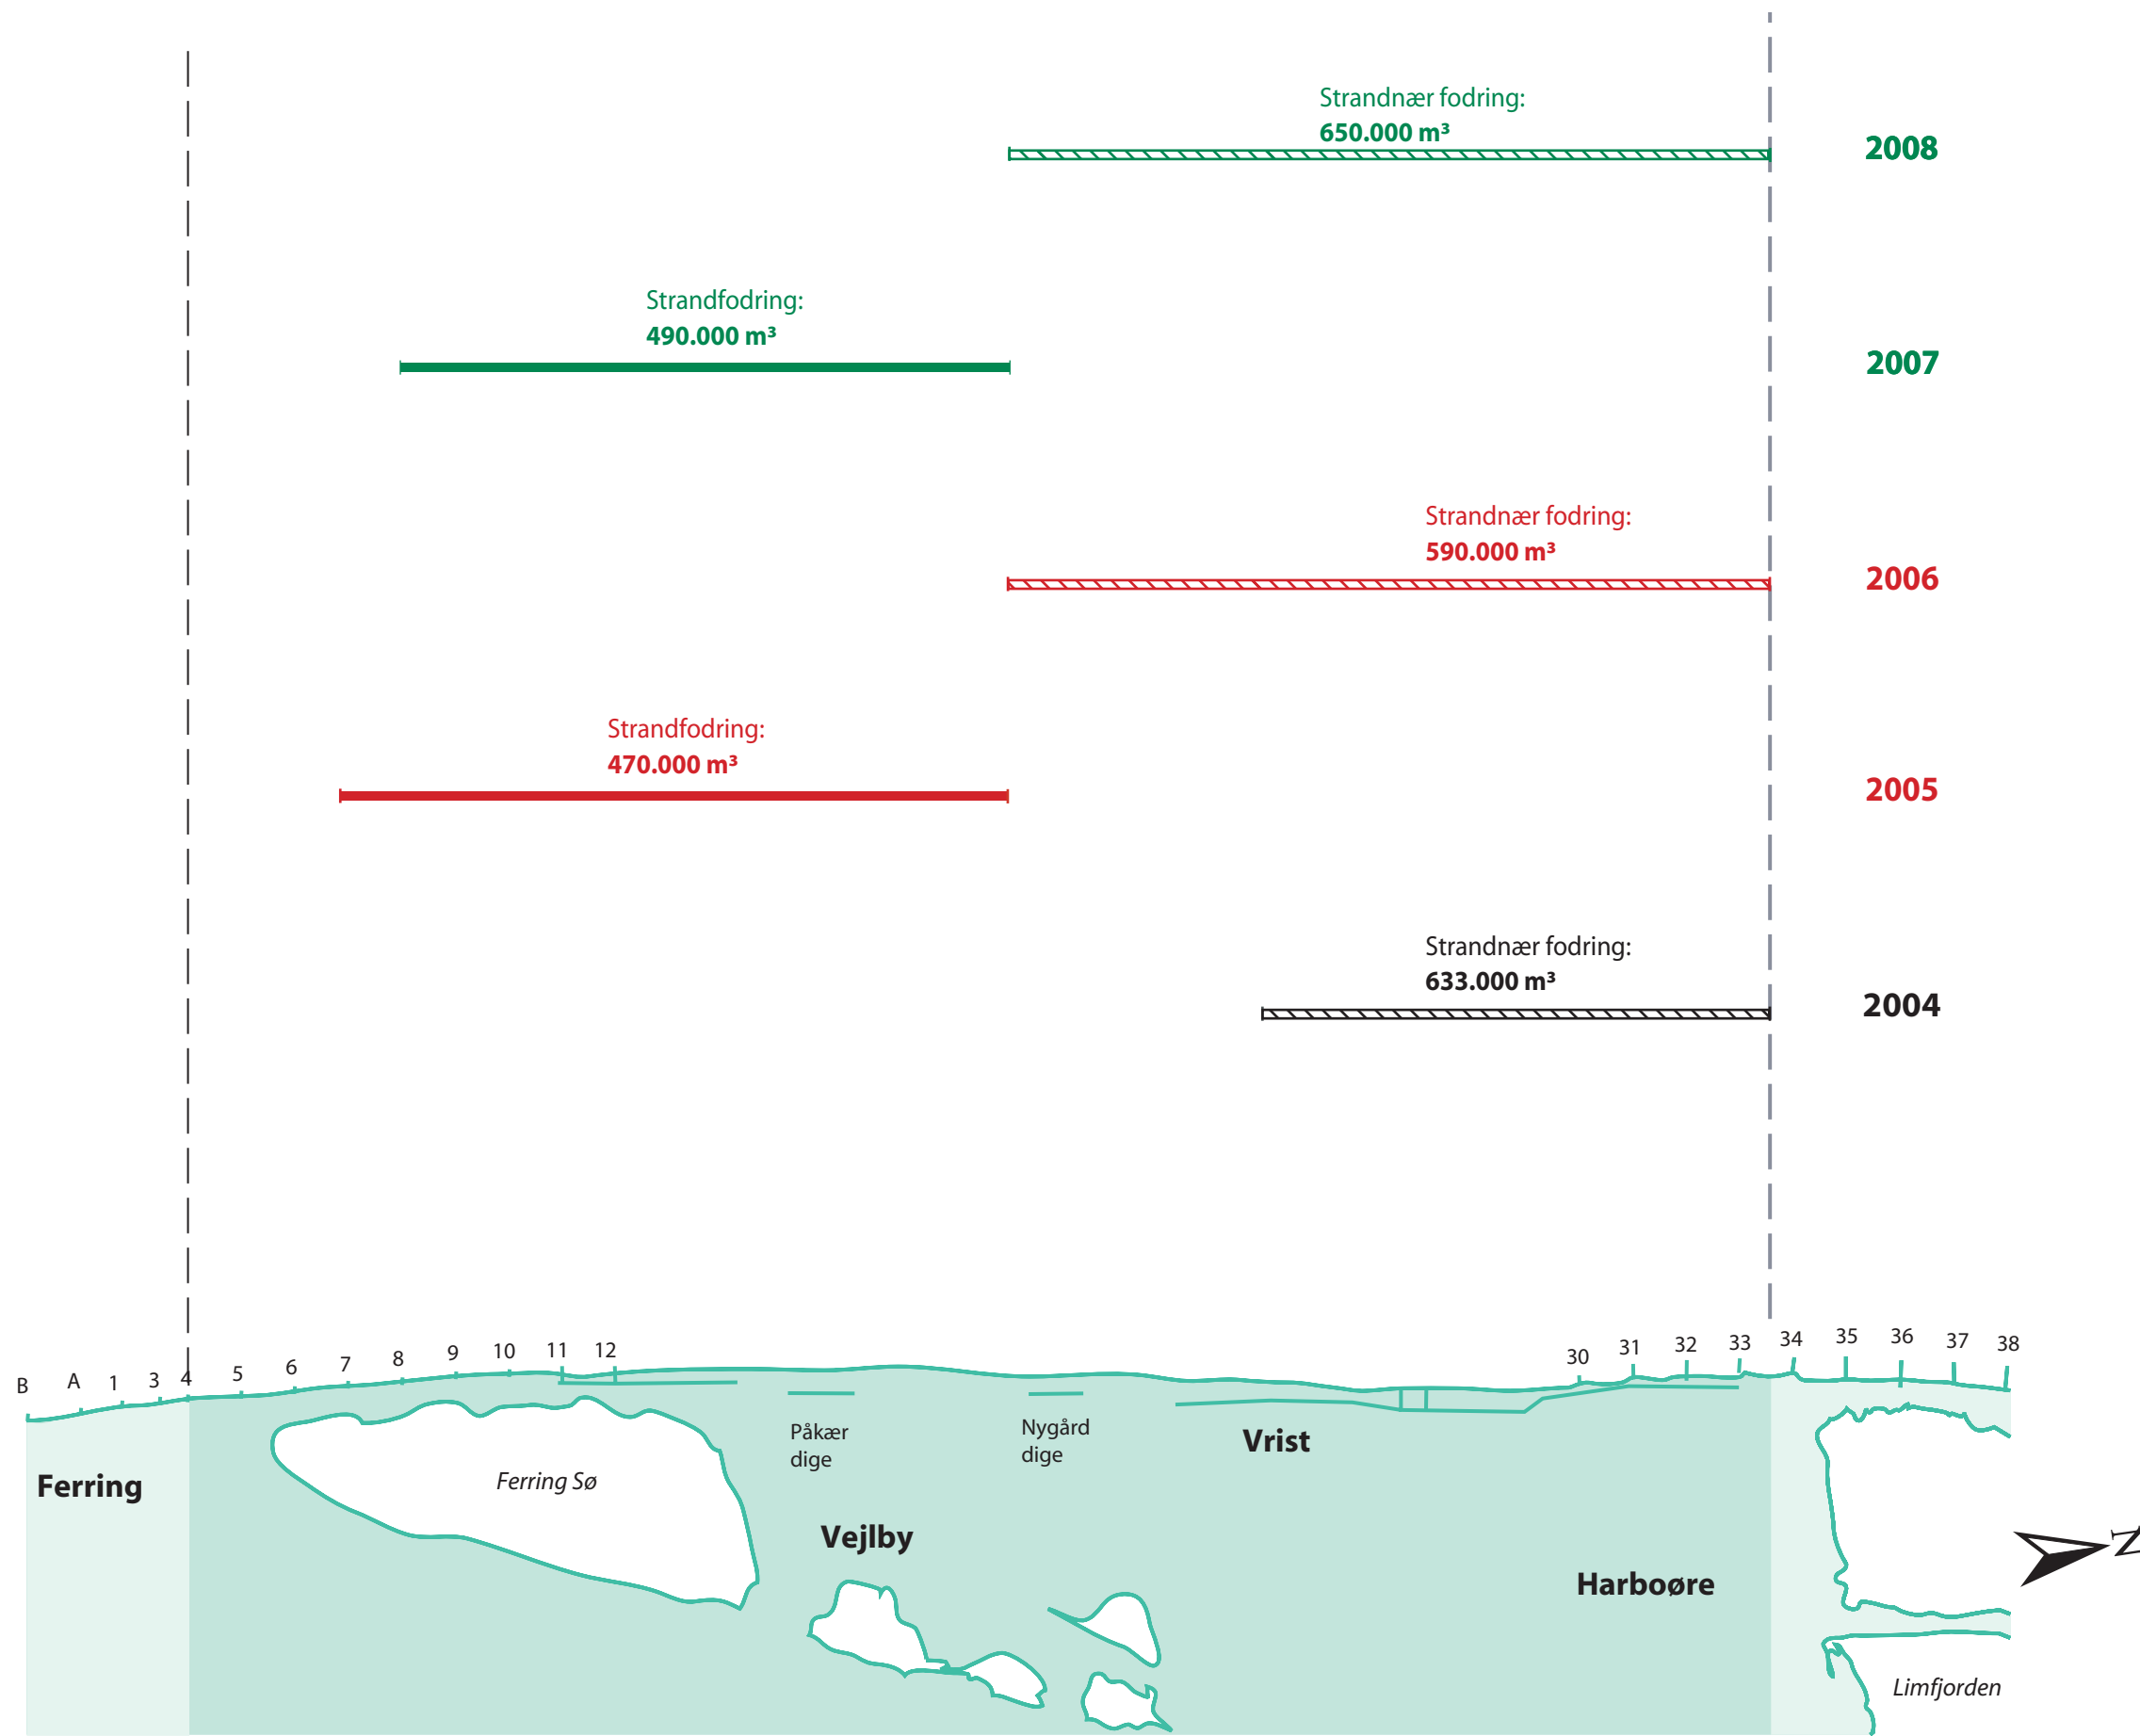 Strandnær fodring:
650.000 m³
2008
Strandfodring:
490.000 m³
2007
Strandnær fodring:
590.000 m³
2006
Strandfodring:
470.000 m³
2005
Strandnær fodring:
633.000 m³
2004
B A 1 3 4 5 6 7 8 9 10 11 12 30 31 32 33 34 35 36 37 38
Påkær
dige
Nygård
dige
Vrist
Ferring
Ferring Sø
Vejlby
Harboøre
N
Limfjorden